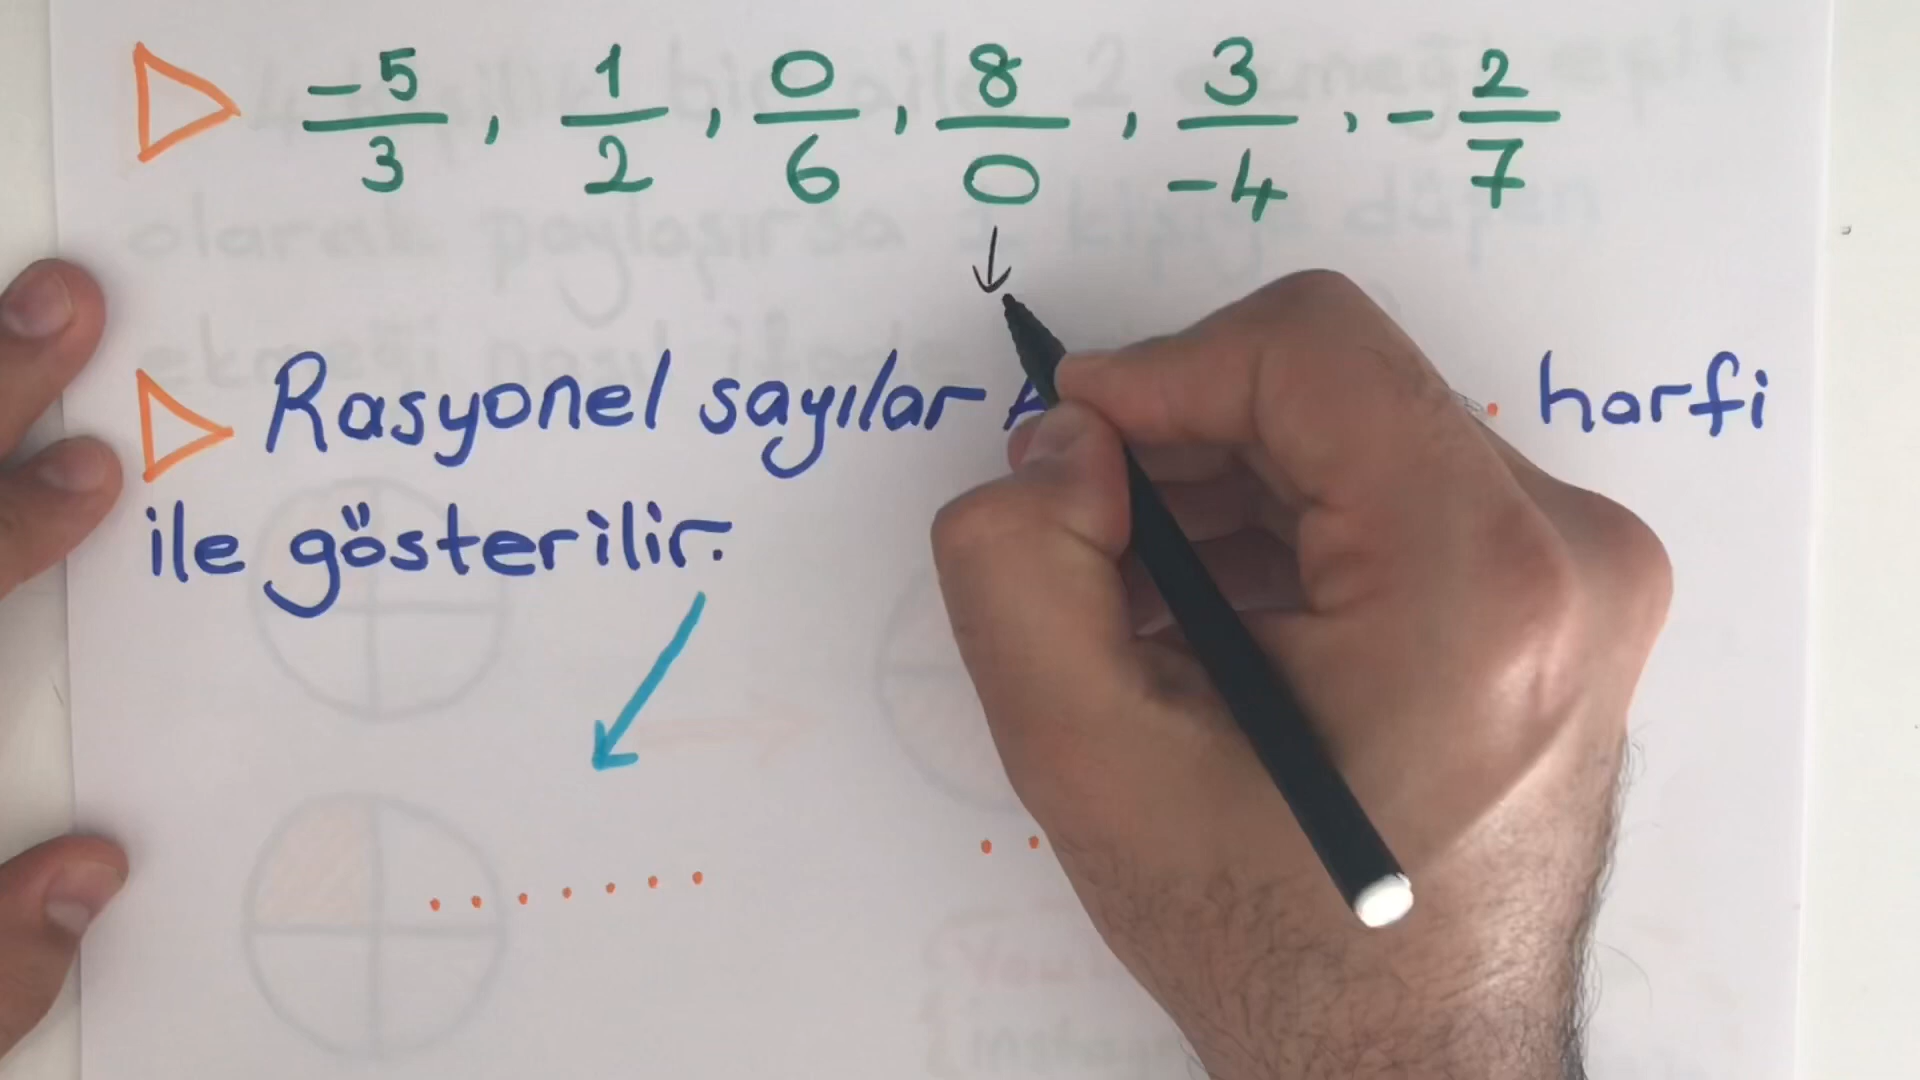 -5/3 , 1/2 , 0/6 , 8/0 , 3/-4 , -2/7
Rasyonel sayılar . harfi
ile gösterilir.
. . . . . . .
. .